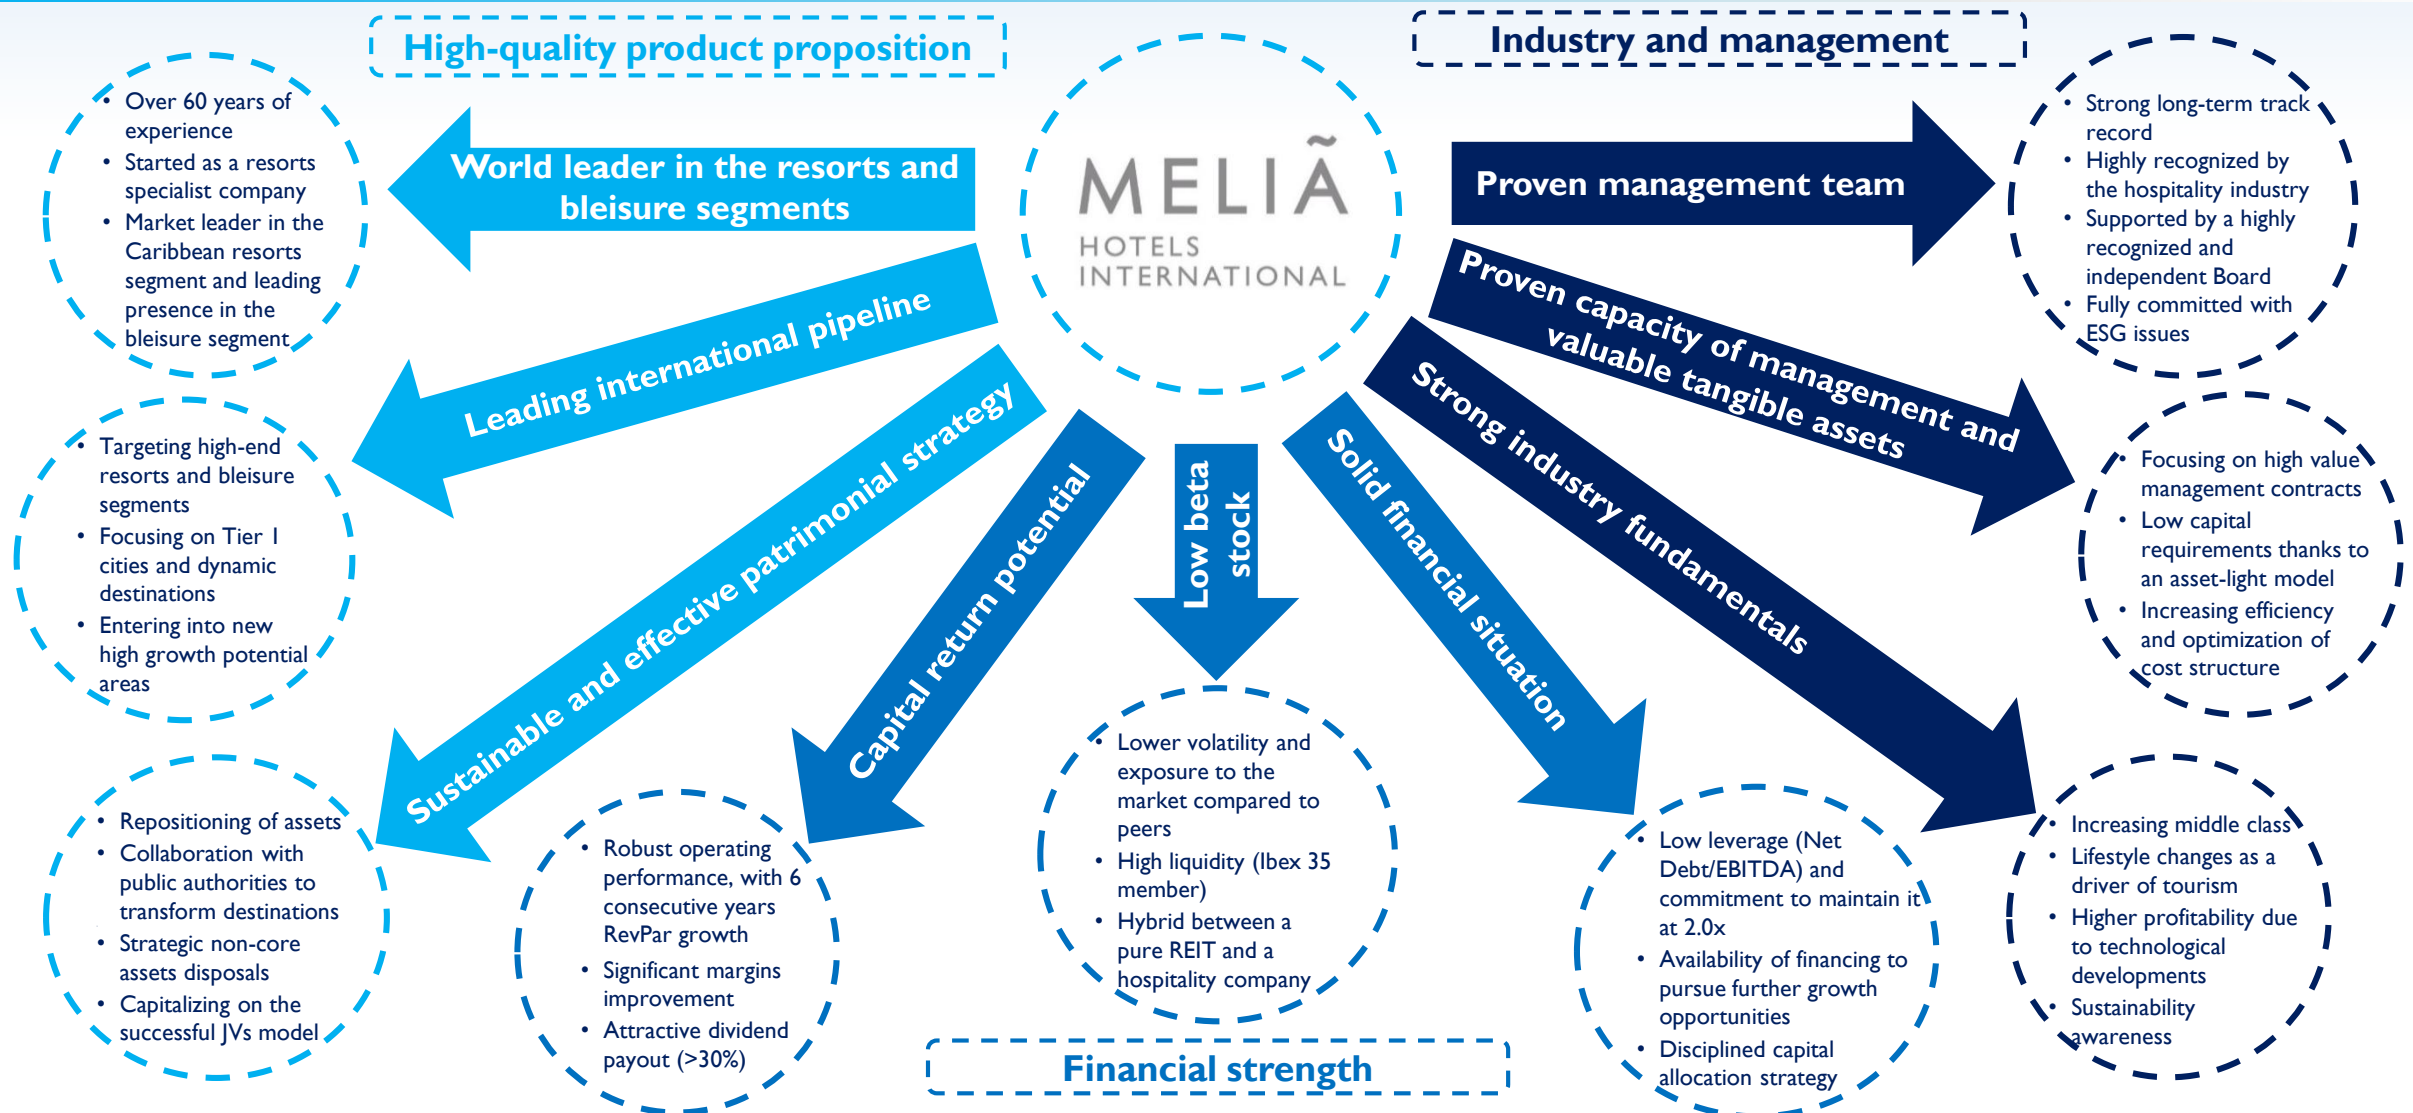 High-quality product proposition
Industry and management
MELIÃ
HOTELS
INTERNATIONAL
World leader in the resorts and
bleisure segments
• Over 60 years of
experience
• Started as a resorts
specialist company
• Market leader in the
Caribbean resorts
segment and leading
presence in the
bleisure segment
Leading international pipeline
• Targeting high-end
resorts and bleisure
segments
• Focusing on Tier 1
cities and dynamic
destinations
• Entering into new
high growth potential
areas
Sustainable and effective patrimonial strategy
• Repositioning of assets
• Collaboration with
public authorities to
transform destinations
• Strategic non-core
assets disposals
• Capitalizing on the
successful JVs model
Capital return potential
• Robust operating
performance, with 6
consecutive years
RevPar growth
• Significant margins
improvement
• Attractive dividend
payout (>30%)
Low beta
stock
• Lower volatility and
exposure to the
market compared to
peers
• High liquidity (Ibex 35
member)
• Hybrid between a
pure REIT and a
hospitality company
Financial strength
Solid financial situation
• Low leverage (Net
Debt/EBITDA) and
commitment to maintain it
at 2.0x
• Availability of financing to
pursue further growth
opportunities
• Disciplined capital
allocation strategy
Strong industry fundamentals
• Increasing middle class
• Lifestyle changes as a
driver of tourism
• Higher profitability due
to technological
developments
• Sustainability
awareness
Proven capacity of management and
valuable tangible assets
• Focusing on high value
management contracts
• Low capital
requirements thanks to
an asset-light model
• Increasing efficiency
and optimization of
cost structure
Proven management team
• Strong long-term track
record
• Highly recognized by
the hospitality industry
• Supported by a highly
recognized and
independent Board
• Fully committed with
ESG issues